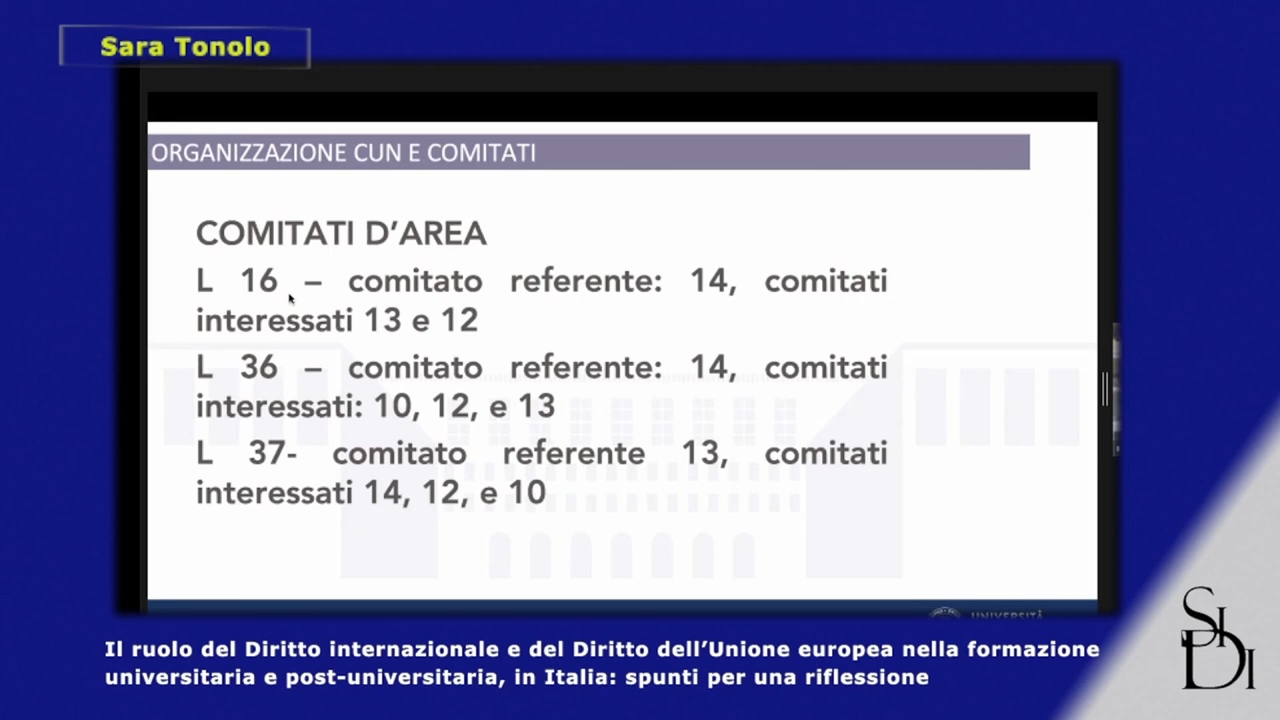 Sara Tonolo
ORGANIZZAZIONE CUN E COMITATI
COMITATI D’AREA
L 16 – comitato referente: 14, comitati
interessati 13 e 12
L 36 – comitato referente: 14, comitati
interessati: 10, 12, e 13
L 37- comitato referente 13, comitati
interessati 14, 12, e 10
UNIVERSITÀ
Il ruolo del Diritto internazionale e del Diritto dell’Unione europea nella formazione
universitaria e post-universitaria, in Italia: spunti per una riflessione
SIDI